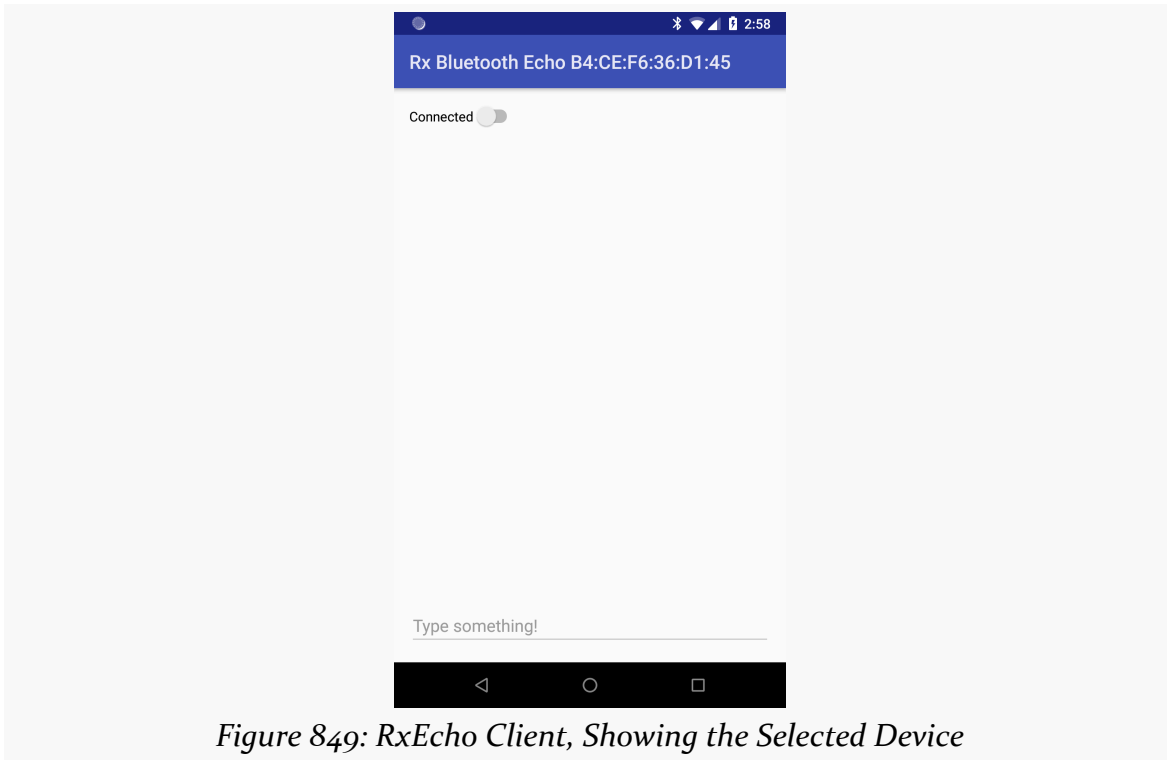 2:58
Rx Bluetooth Echo B4:CE:F6:36:D1:45
Connected
Type something!
Figure 849: RxEcho Client, Showing the Selected Device